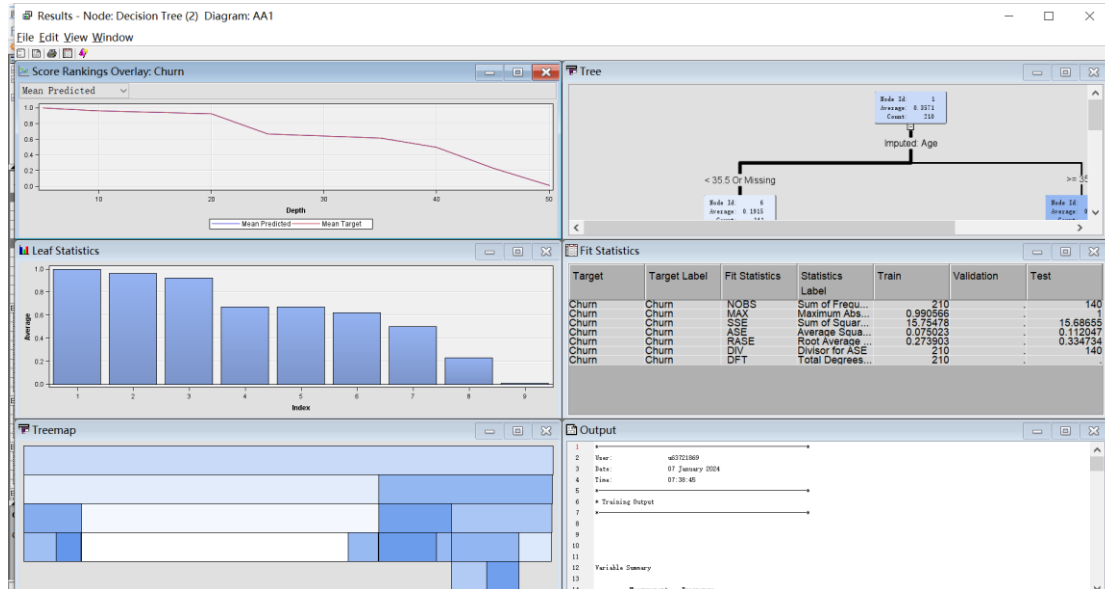 Results - Node: Decision Tree (2) Diagram: AA1
File Edit View Window
Score Rankings Overlay: Churn
Mean Predicted
1.0
0.8
0.6
0.4
0.2
0.0
10 20 30 40 50
Depth
Mean Predicted Mean Target
Tree
Node Id: 1
Average: 0.3571
Count: 210
Imputed: Age
< 35.5 Or Missing
>= 35
Node Id: 6
Average: 0.1915
Node Id:
Average: 0
Leaf Statistics
Average
1.0
0.8
0.6
0.4
0.2
0.0
1 2 3 4 5 6 7 8 9
Index
Fit Statistics
Target Target Label Fit Statistics Statistics Label Train Validation Test
Churn Churn NOBS Sum of Frequ... 210 . 140
Churn Churn MAX Maximum Abs... 0.990566 . 1
Churn Churn SSE Sum of Squar... 15.75478 . 15.68655
Churn Churn ASE Average Squa... 0.075023 . 0.112047
Churn Churn RASE Root Average ... 0.273903 . 0.334734
Churn Churn DIV Divisor for ASE 210 . 140
Churn Churn DFT Total Degrees... 210 . .
Treemap
Output
1 *------------------------------------------------------------*
2 User: u63721869
3 Date: 07 January 2024
4 Time: 07:38:45
5 *------------------------------------------------------------*
6 * Training Output
7 *------------------------------------------------------------*
8
9
10
11
12 Variable Summary
13